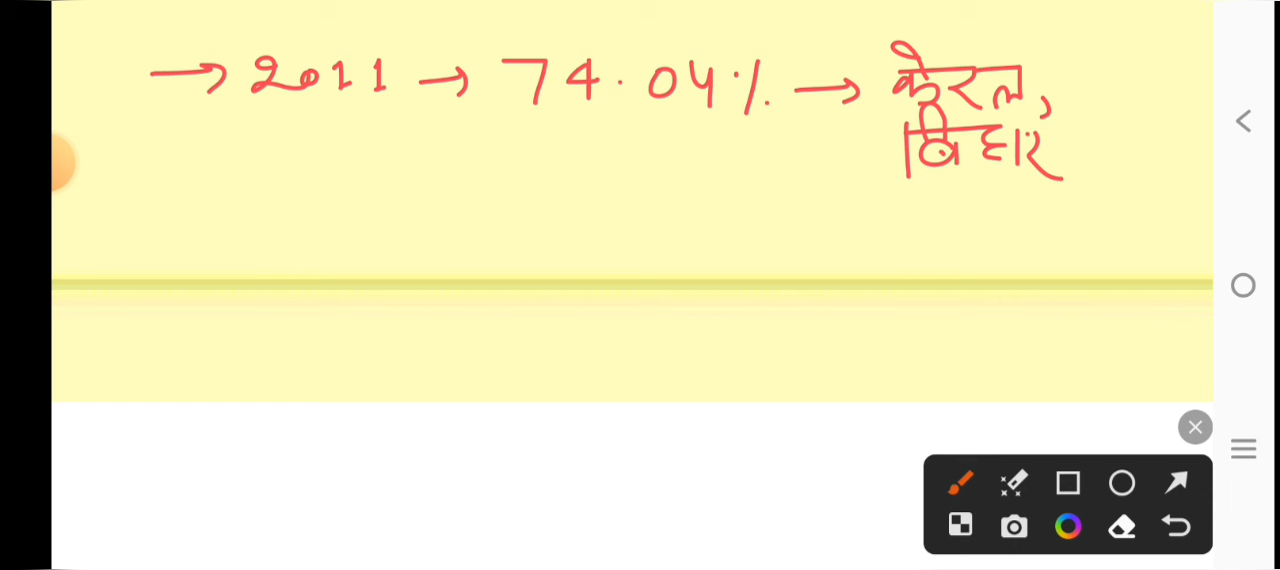 → 2011 → 74.04% → केरल,
बिहार